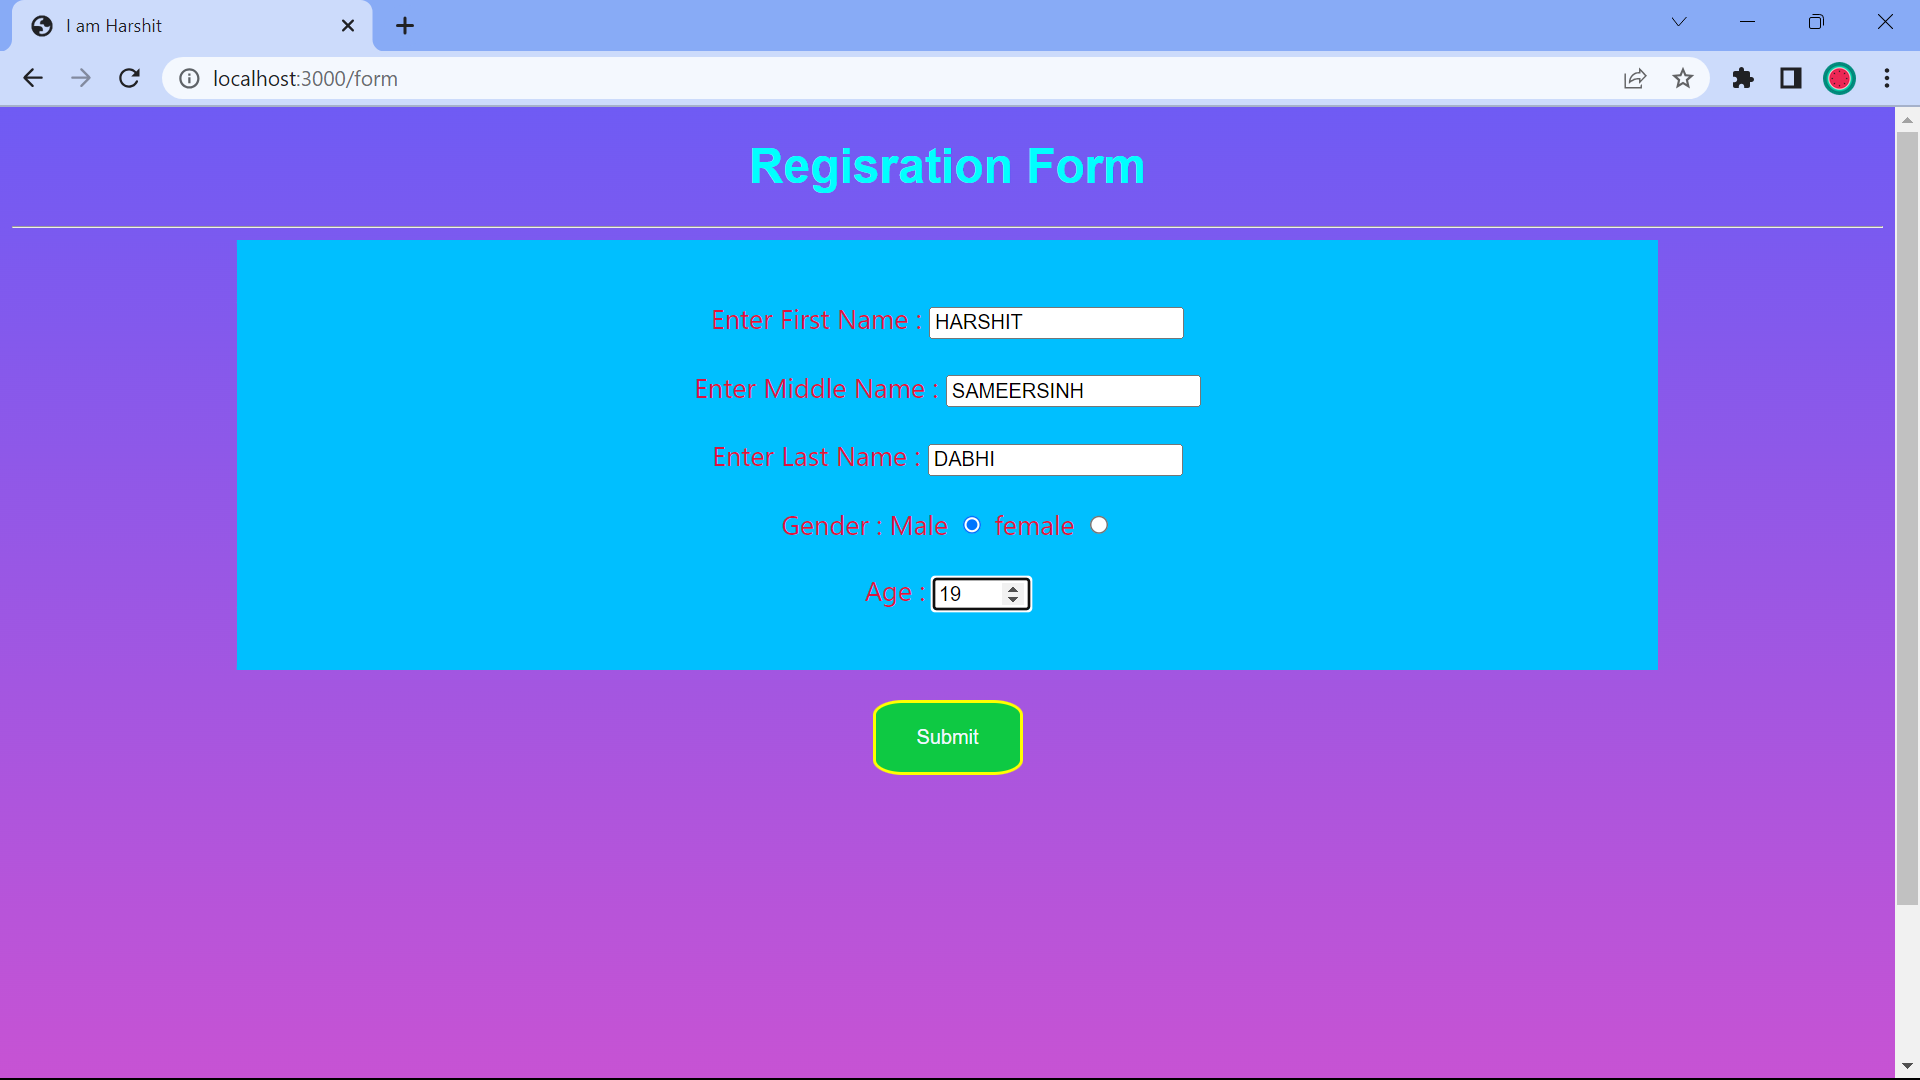 I am Harshit
localhost:3000/form
Regisration Form
Enter First Name : HARSHIT
Enter Middle Name : SAMEERSINH
Enter Last Name : DABHI
Gender : Male female
Age : 19
Submit